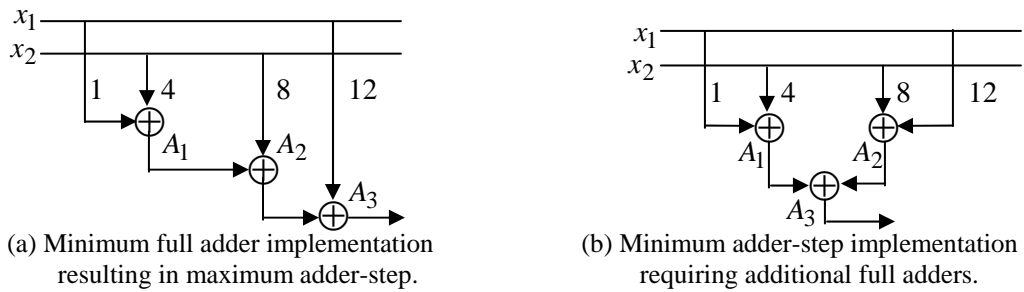 x1
x2
1
4
8
12
A1
A2
A3
(a) Minimum full adder implementation
resulting in maximum adder-step.
x1
x2
1
4
8
12
A1
A2
A3
(b) Minimum adder-step implementation
requiring additional full adders.